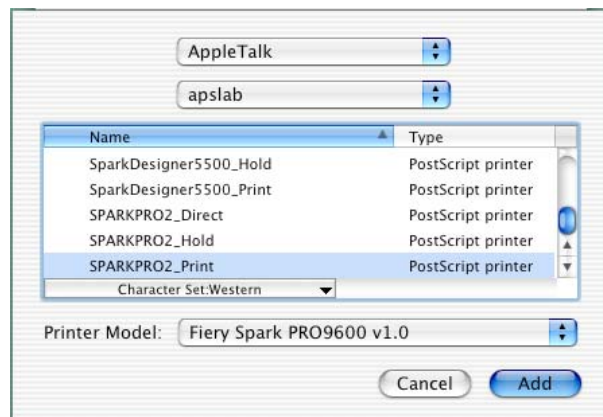 AppleTalk
apslab
Name Type
SparkDesigner5500_Hold PostScript printer
SparkDesigner5500_Print PostScript printer
SPARKPRO2_Direct PostScript printer
SPARKPRO2_Hold PostScript printer
SPARKPRO2_Print PostScript printer
Character Set:Western
Printer Model: Fiery Spark PRO9600 v1.0
Cancel Add